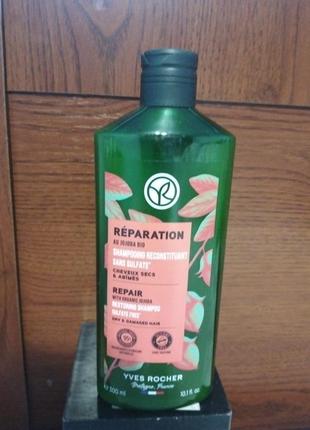 RÉPARATION
AU JOJOBA BIO
SHAMPOOING RECONSTITUANT
SANS SULFATE*
CHEVEUX SECS
& ABÎMÉS
REPAIR
WITH ORGANIC JOJOBA
RESTORING SHAMPOO
SULFATE FREE*
DRY & DAMAGED HAIR
300 ml
10.1 fl. oz
YVES ROCHER
Bretagne, France